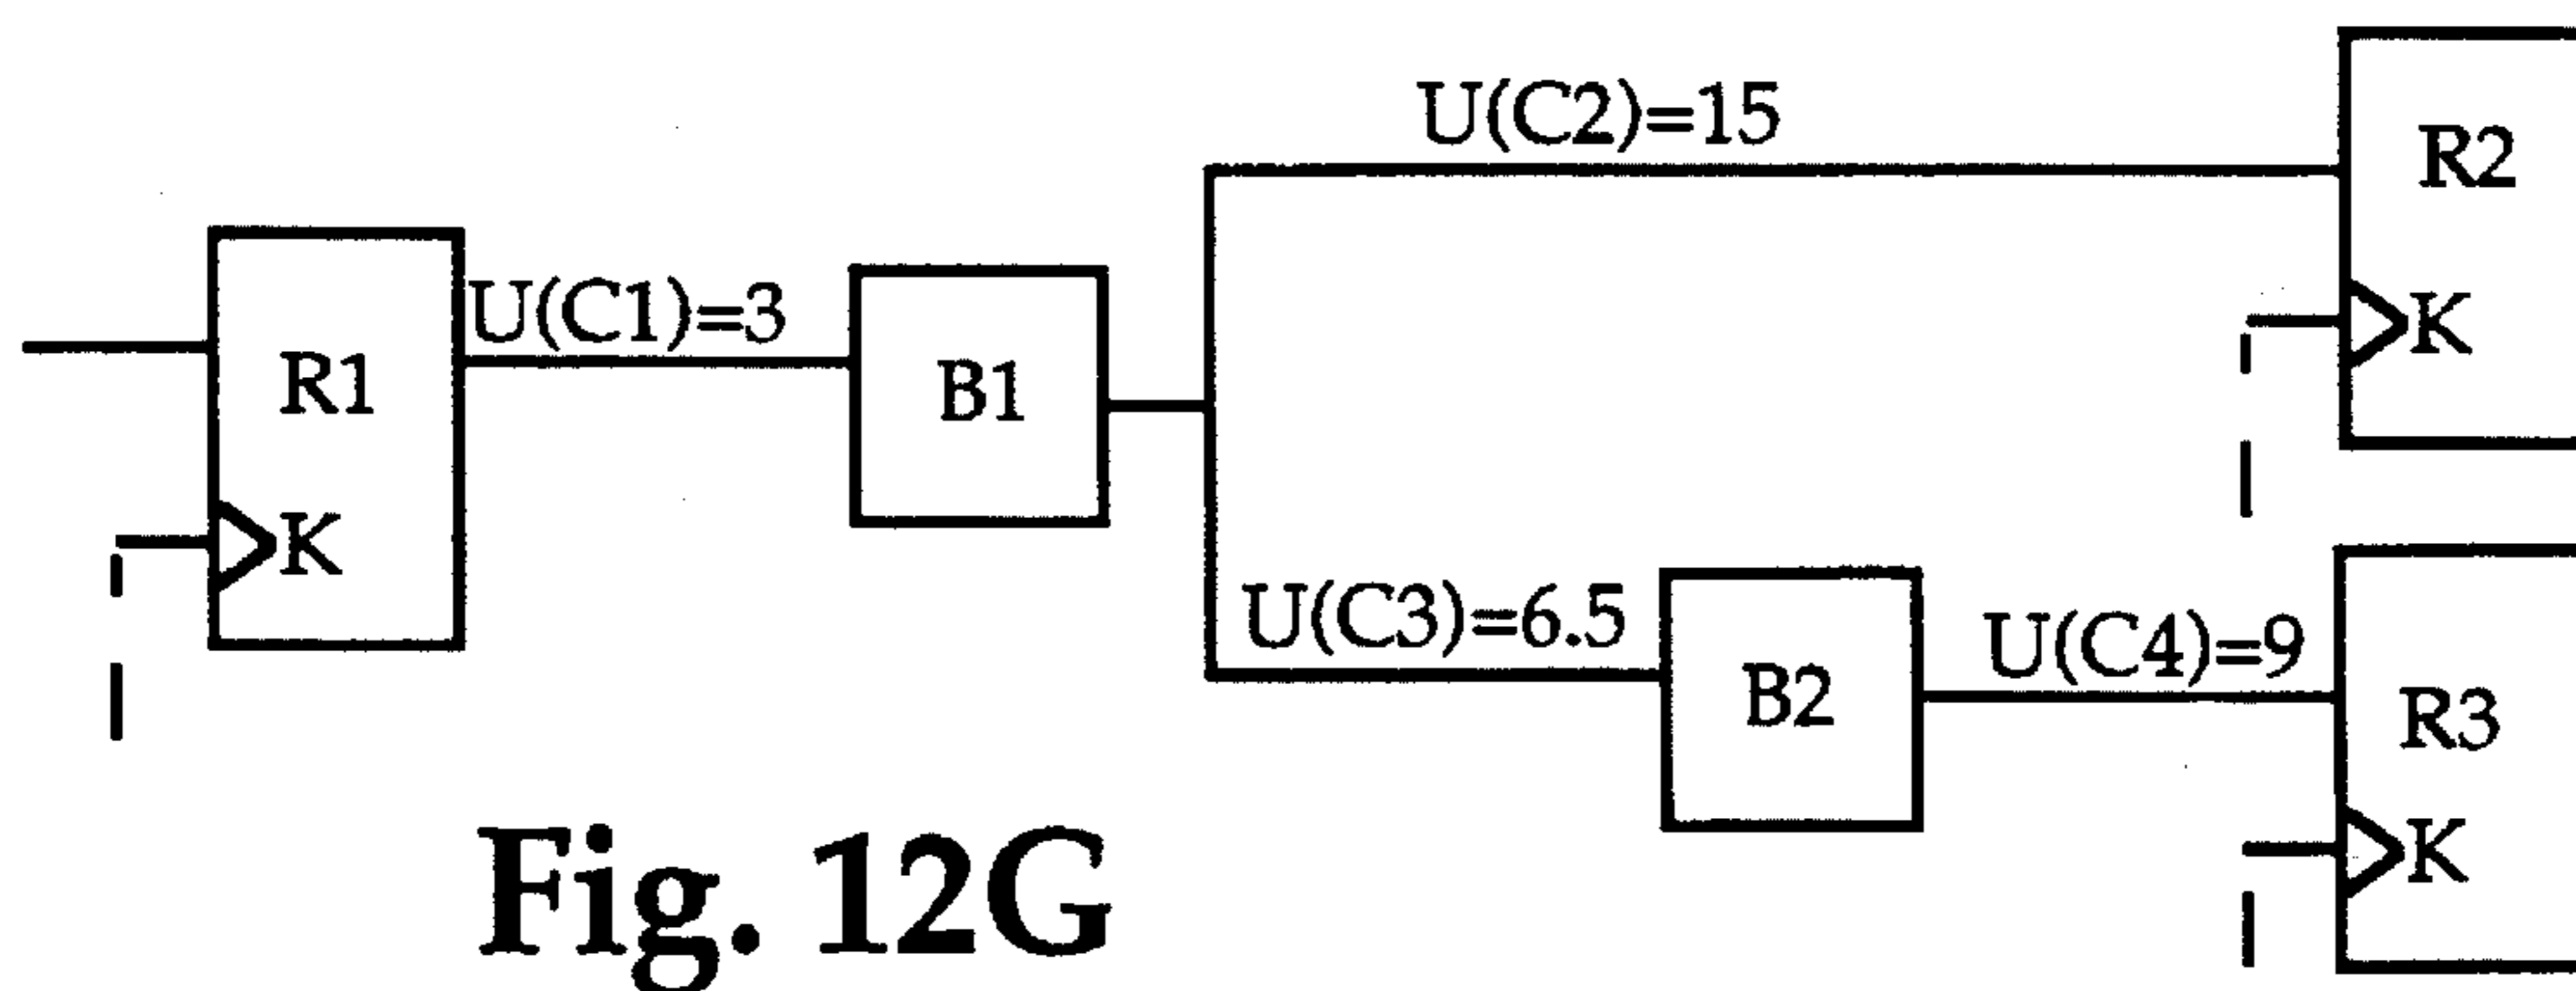 U(C2)=15
R2
K
U(C1)=3
R1
K
B1
U(C3)=6.5
B2
U(C4)=9
R3
K
Fig. 12G